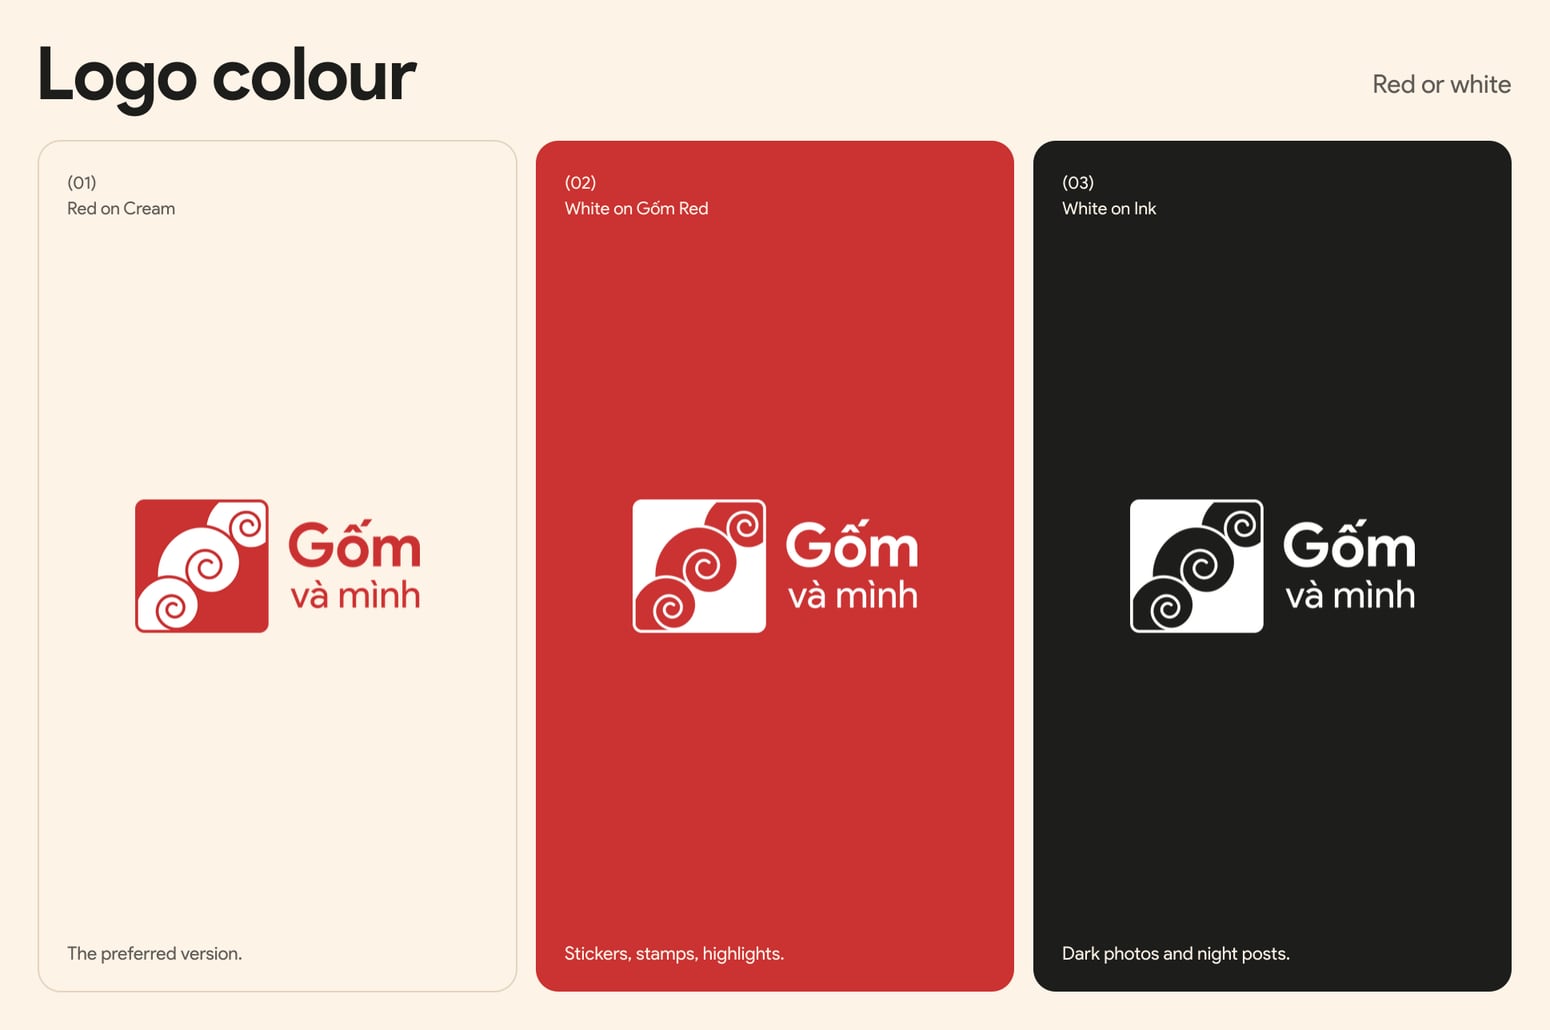 Logo colour
Red or white
(01)
Red on Cream
Gốm
và mình
The preferred version.
(02)
White on Gốm Red
Gốm
và mình
Stickers, stamps, highlights.
(03)
White on Ink
Gốm
và mình
Dark photos and night posts.